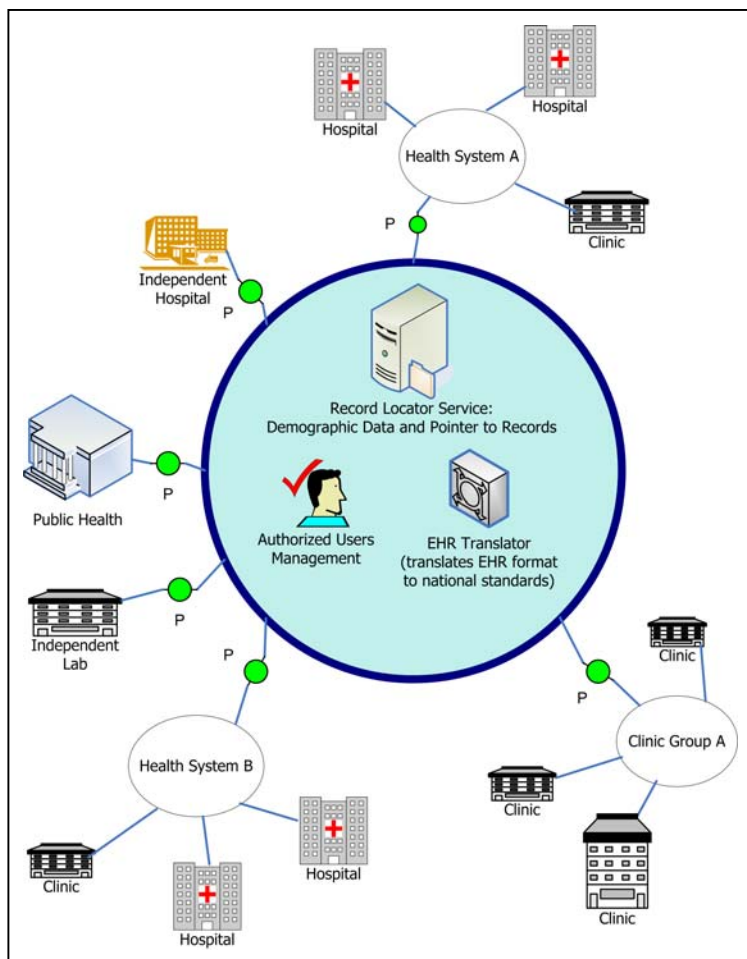 Hospital
Hospital
Health System A
Clinic
P
Independent
Hospital
P
Record Locator Service:
Demographic Data and Pointer to Records
Public Health
P
Authorized Users
Management
EHR Translator
(translates EHR format
to national standards)
Independent
Lab
P
P
Clinic
P
Clinic Group A
Health System B
Clinic
Hospital
Clinic
Hospital
Clinic